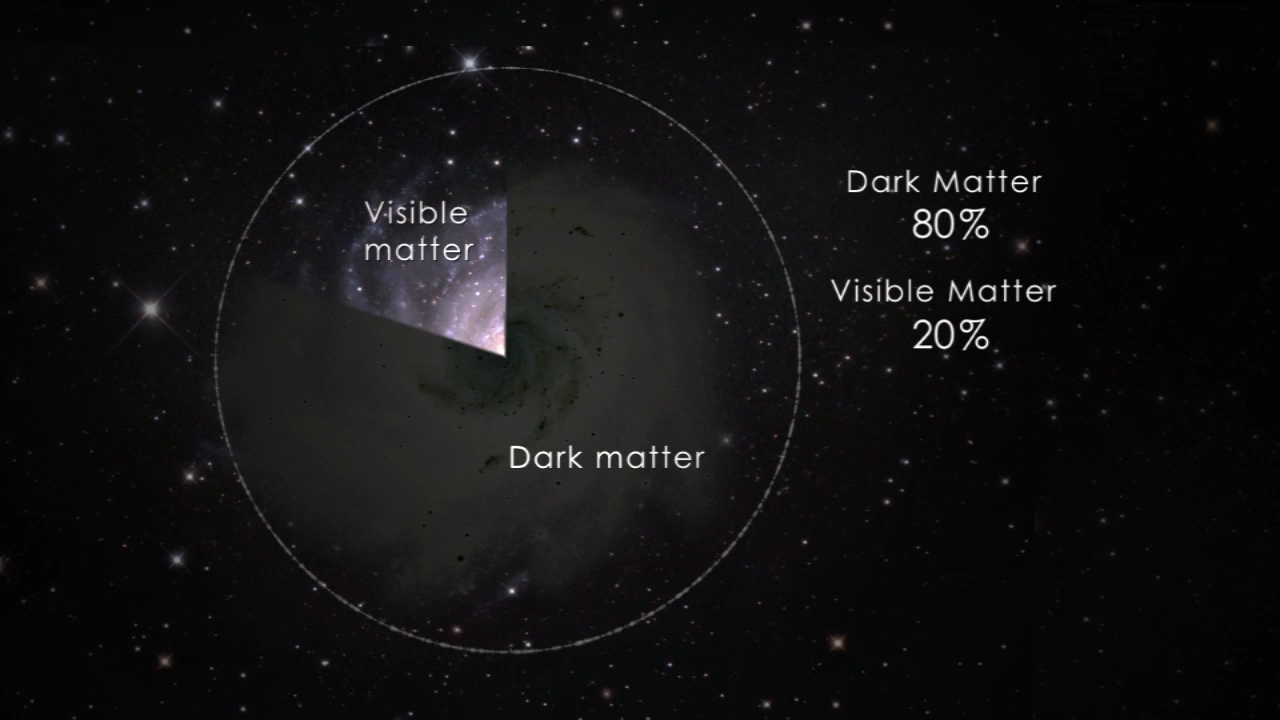 Visible
matter
Dark matter
Dark Matter
80%
Visible Matter
20%